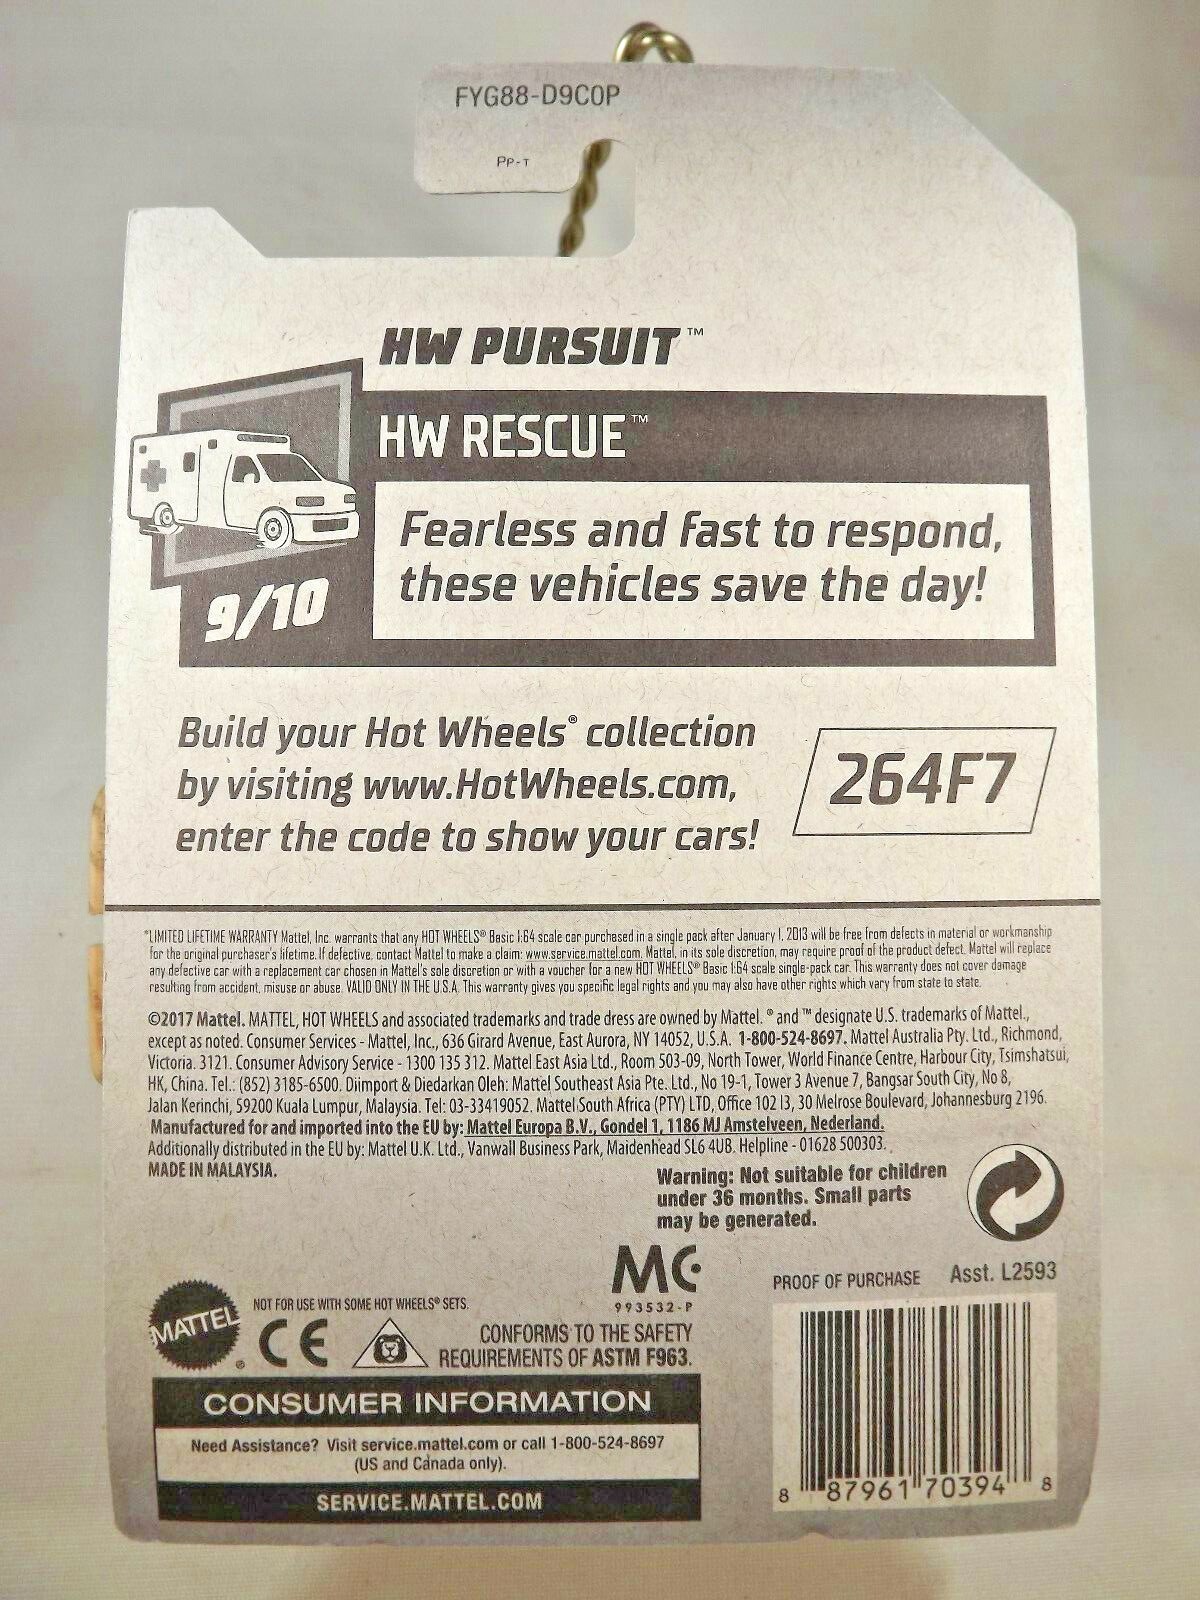 FYG88-D9C0P
PP-T
HW PURSUIT™
HW RESCUE™
Fearless and fast to respond,
these vehicles save the day!
9/10
Build your Hot Wheels® collection
by visiting www.HotWheels.com,
enter the code to show your cars!
264F7
*LIMITED LIFETIME WARRANTY Mattel, Inc. warrants that any HOT WHEELS® Basic 1:64 scale car purchased in a single pack after January 1, 2013 will be free from defects in material or workmanship
for the original purchaser's lifetime. If defective, contact Mattel to make a claim: www.service.mattel.com. Mattel, in its sole discretion, may require proof of the product defect. Mattel will replace
any defective car with a replacement car chosen in Mattel's sole discretion or with a voucher for a new HOT WHEELS® Basic 1:64 scale single-pack car. This warranty does not cover damage
resulting from accident, misuse or abuse. VALID ONLY IN THE U.S.A. This warranty gives you specific legal rights and you may also have other rights which vary from state to state.
©2017 Mattel. MATTEL, HOT WHEELS and associated trademarks and trade dress are owned by Mattel. ® and ™ designate U.S. trademarks of Mattel.,
except as noted. Consumer Services - Mattel, Inc., 636 Girard Avenue, East Aurora, NY 14052, U.S.A. 1-800-524-8697. Mattel Australia Pty. Ltd., Richmond,
Victoria. 3121. Consumer Advisory Service - 1300 135 312. Mattel East Asia Ltd., Room 503-09, North Tower, World Finance Centre, Harbour City, Tsimshatsui,
HK, China. Tel.: (852) 3185-6500. Diimport & Diedarkan Oleh: Mattel Southeast Asia Pte. Ltd., No 19-1, Tower 3 Avenue 7, Bangsar South City, No 8,
Jalan Kerinchi, 59200 Kuala Lumpur, Malaysia. Tel: 03-33419052. Mattel South Africa (PTY) LTD, Office 102 I3, 30 Melrose Boulevard, Johannesburg 2196.
Manufactured for and imported into the EU by: Mattel Europa B.V., Gondel 1, 1186 MJ Amstelveen, Nederland.
Additionally distributed in the EU by: Mattel U.K. Ltd., Vanwall Business Park, Maidenhead SL6 4UB. Helpline - 01628 500303.
MADE IN MALAYSIA.
Warning: Not suitable for children
under 36 months. Small parts
may be generated.
MC
993532-P
PROOF OF PURCHASE Asst. L2593
MATTEL®
NOT FOR USE WITH SOME HOT WHEELS® SETS.
CE
CONFORMS TO THE SAFETY
REQUIREMENTS OF ASTM F963.
CONSUMER INFORMATION
Need Assistance? Visit service.mattel.com or call 1-800-524-8697
(US and Canada only).
SERVICE.MATTEL.COM
8 87961 70394 8